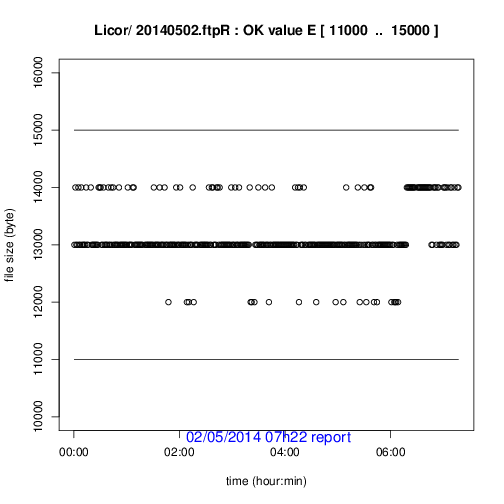 Licor/ 20140502.ftpR : OK value E [ 11000  ..  15000 ]
file size (byte)
16000
15000
14000
13000
12000
11000
10000
02/05/2014 07h22 report
00:00 02:00 04:00 06:00
time (hour:min)